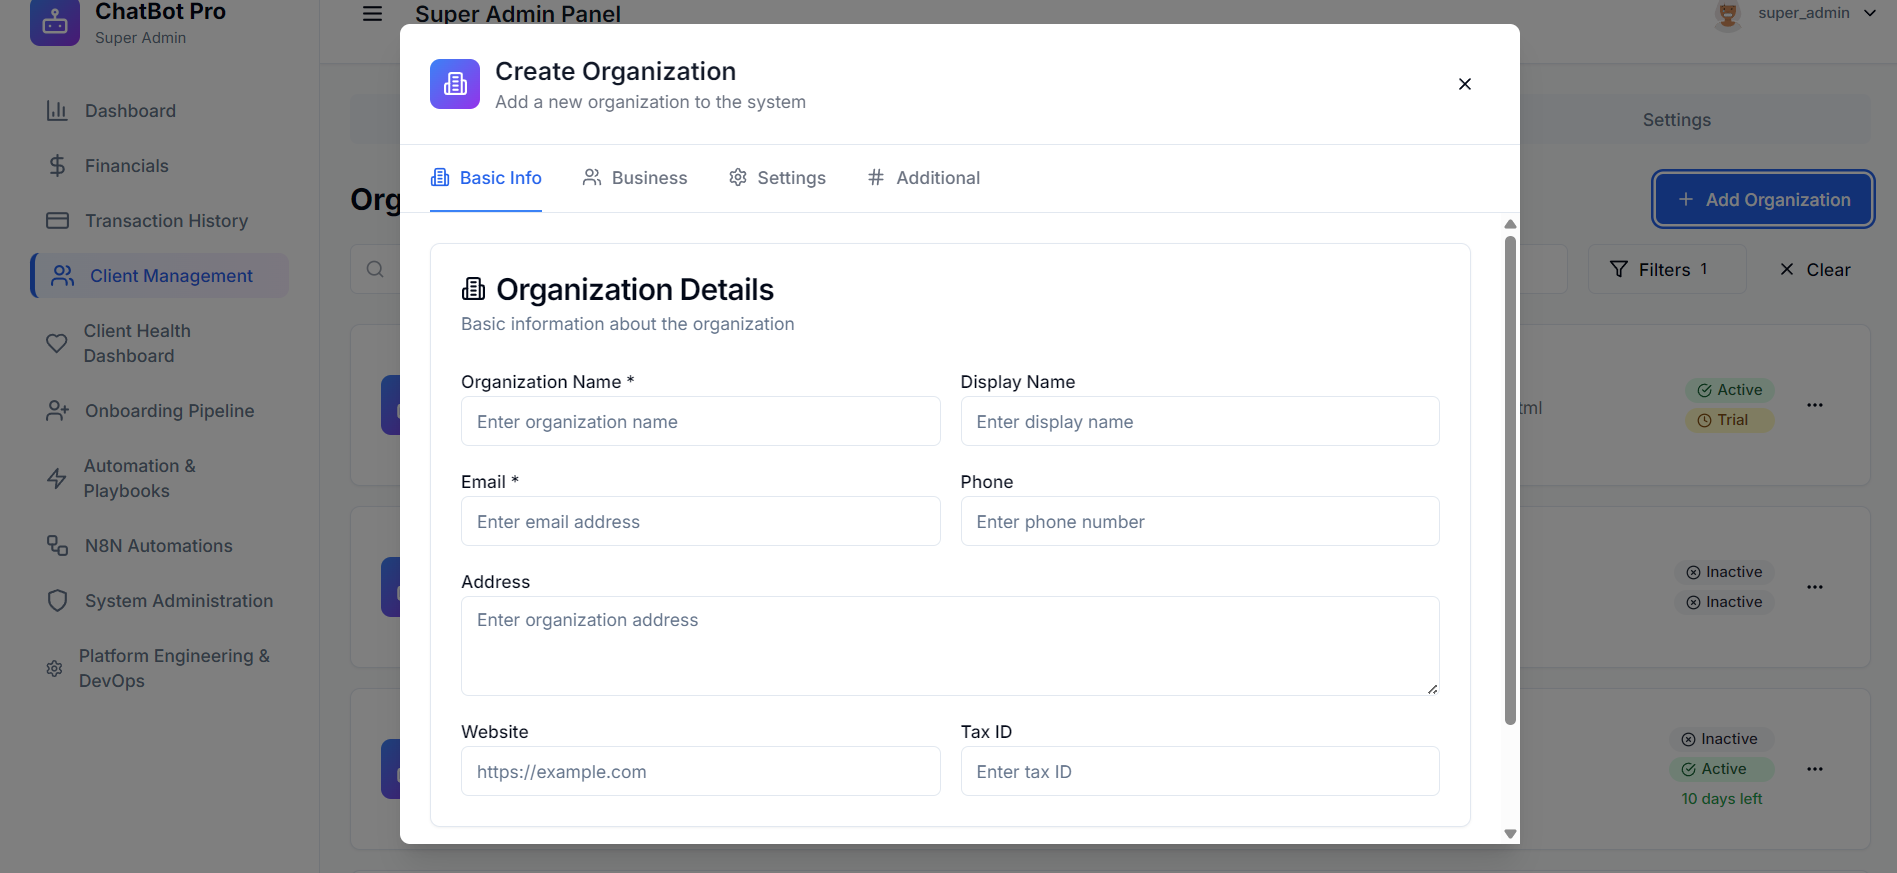 ChatBot Pro
Super Admin
Super Admin Panel
super_admin
Dashboard
Financials
Transaction History
Client Management
Client Health
Dashboard
Onboarding Pipeline
Automation &
Playbooks
N8N Automations
System Administration
Platform Engineering &
DevOps
Settings
Org
+ Add Organization
Filters 1
Clear
tml
Active
Trial
Inactive
Inactive
Inactive
Active
10 days left
Create Organization
Add a new organization to the system
Basic Info
Business
Settings
# Additional
Organization Details
Basic information about the organization
Organization Name *
Display Name
Enter organization name
Enter display name
Email *
Phone
Enter email address
Enter phone number
Address
Enter organization address
Website
Tax ID
https://example.com
Enter tax ID